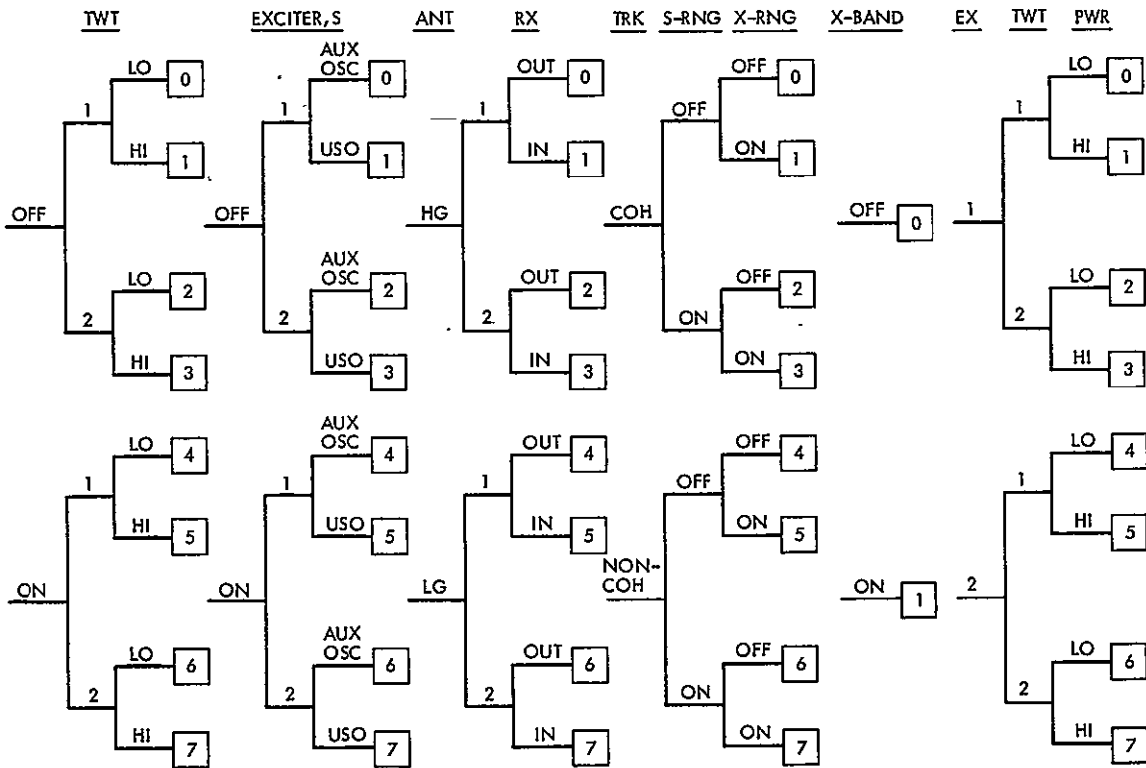 TWT EXCITER, S ANT RX TRK S-RNG X-RNG X-BAND EX TWT PWR
AUX
LO 0 OSC 0 OUT 0 OFF 0 LO 0
1 1 1 OFF 1
HI 1 USO 1 IN 1 ON 1 HI 1
OFF OFF HG COH OFF 0 1
AUX
LO 2 OSC 2 OUT 2 OFF 2 LO 2
2 2 2 ON 2
HI 3 USO 3 IN 3 ON 3 HI 3
AUX
LO 4 OSC 4 OUT 4 OFF 4 LO 4
1 1 1 OFF 1
HI 5 USO 5 IN 5 ON 5 HI 5
NON-
ON ON LG COH ON 1 2
AUX
LO 6 OSC 6 OUT 6 OFF 6 LO 6
2 2 2 ON 2
HI 7 USO 7 IN 7 ON 7 HI 7